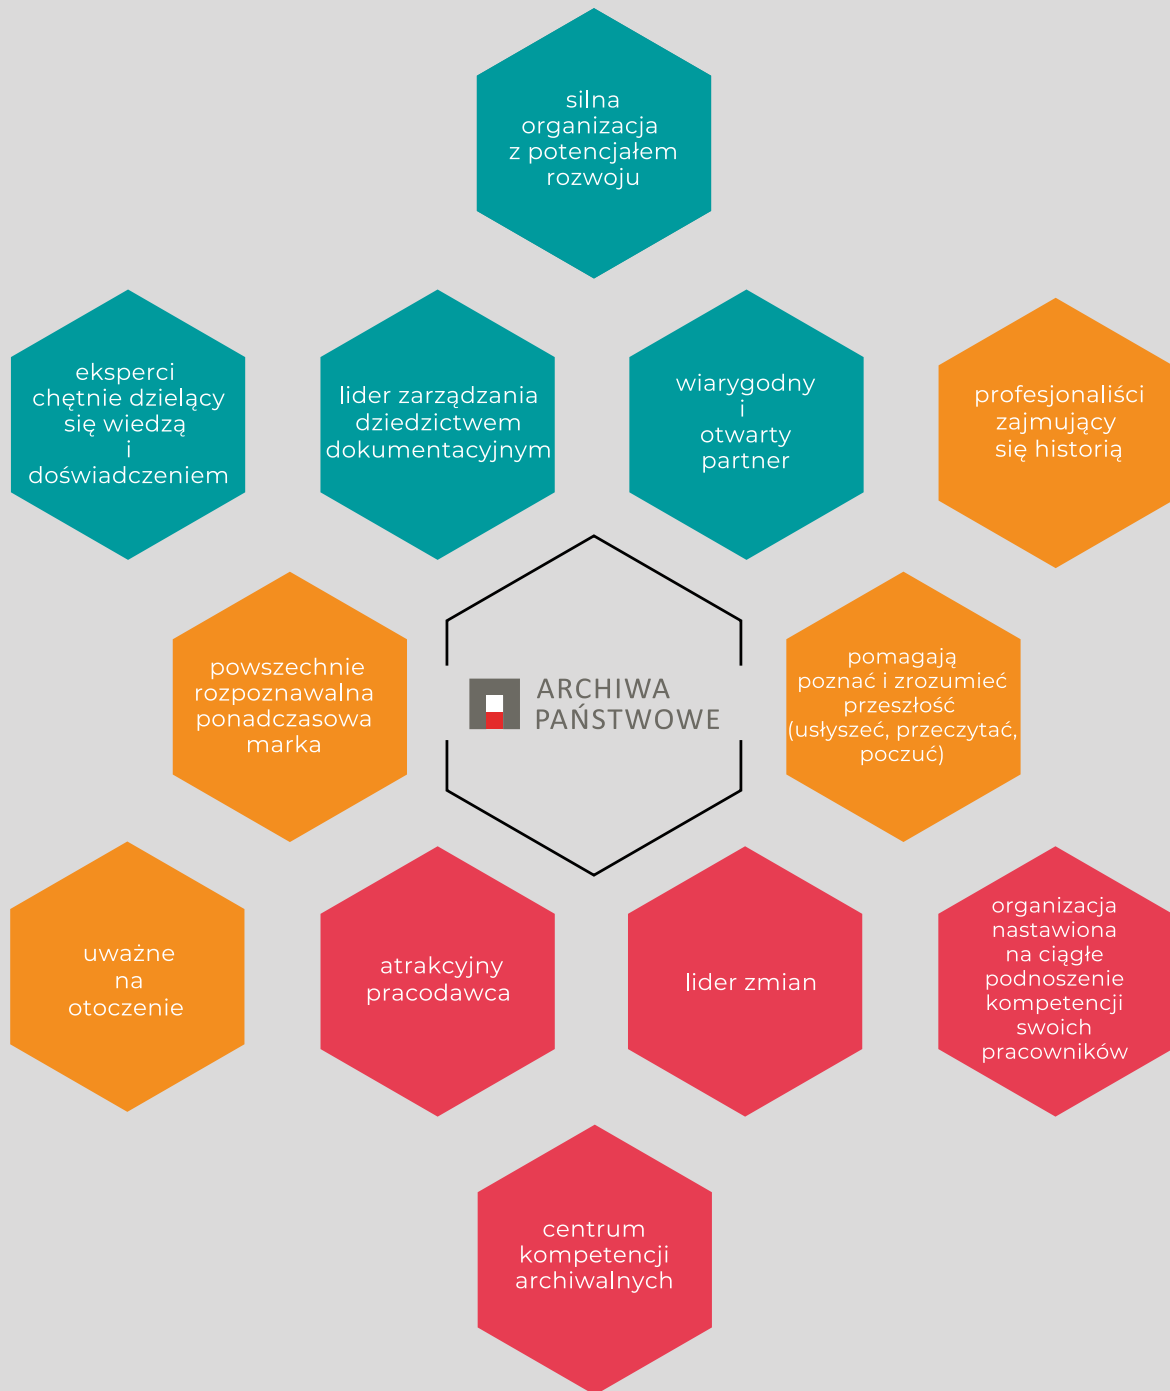 silna
organizacja
z potencjałem
rozwoju
eksperci
chętnie dzielący
się wiedzą
i
doświadczeniem
lider zarządzania
dziedzictwem
dokumentacyjnym
wiarygodny
i
otwarty
partner
profesjonaliści
zajmujący
się historią
powszechnie
rozpoznawalna
ponadczasowa
marka
ARCHIWA
PAŃSTWOWE
pomagają
poznać i zrozumieć
przeszłość
(usłyszeć, przeczytać,
poczuć)
uważne
na
otoczenie
atrakcyjny
pracodawca
lider zmian
organizacja
nastawiona
na ciągłe
podnoszenie
kompetencji
swoich
pracowników
centrum
kompetencji
archiwalnych